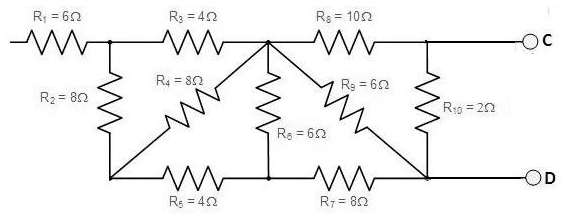 R₁ = 6Ω
R₃ = 4Ω
R₈ = 10Ω
C
R₂ = 8Ω
R₄ = 8Ω
R₉ = 6Ω
R₁₀ = 2Ω
R₆ = 6Ω
R₅ = 4Ω
R₇ = 8Ω
D